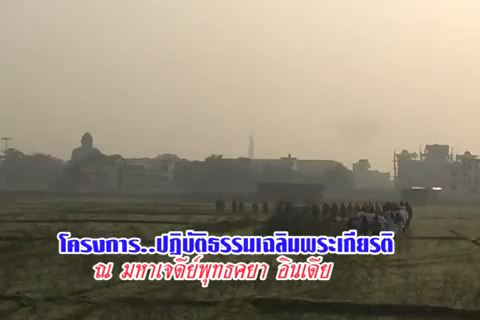 โครงการ..ปฏิบัติธรรมเฉลิมพระเกียรติ
ณ มหาเจดีย์พุทธคยา อินเดีย